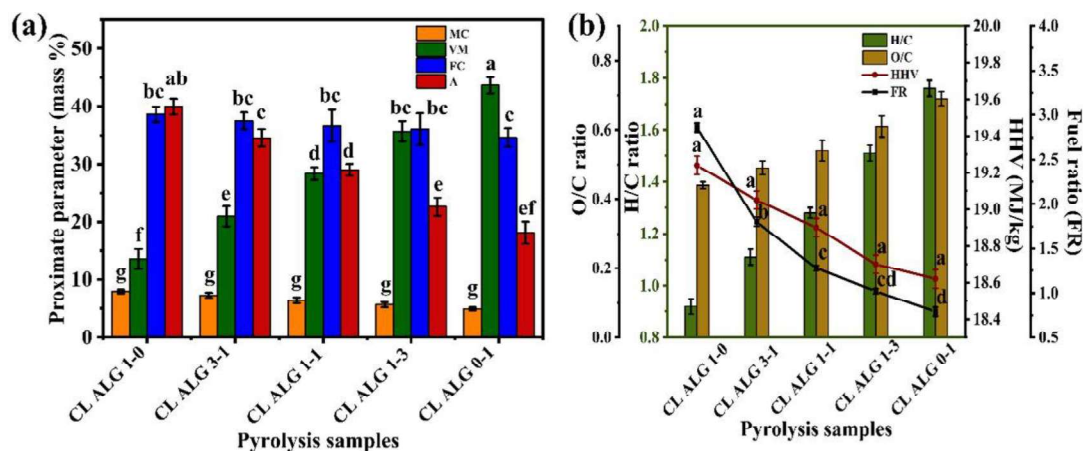 (a)
Proximate parameter (mass %)
50
40
30
20
10
0
MC
VM
FC
A
g f bc ab
g e bc c
g d bc d
g bc bc e
g a bc ef
CL ALG 1-0
CL ALG 3-1
CL ALG 1-1
CL ALG 1-3
CL ALG 0-1
Pyrolysis samples
(b)
O/C ratio
0.8
0.6
0.4
0.2
0.0
H/C ratio
2.0
1.8
1.6
1.4
1.2
1.0
0.8
H/C
O/C
HHV
FR
a
a
a
b
a
c
a
cd
a
d
20.0
19.8
19.6
19.4
19.2
19.0
18.8
18.6
18.4
HHV (MJ/kg)
4.0
3.5
3.0
2.5
2.0
1.5
1.0
0.5
Fuel ratio (FR)
CL ALG 1-0
CL ALG 3-1
CL ALG 1-1
CL ALG 1-3
CL ALG 0-1
Pyrolysis samples